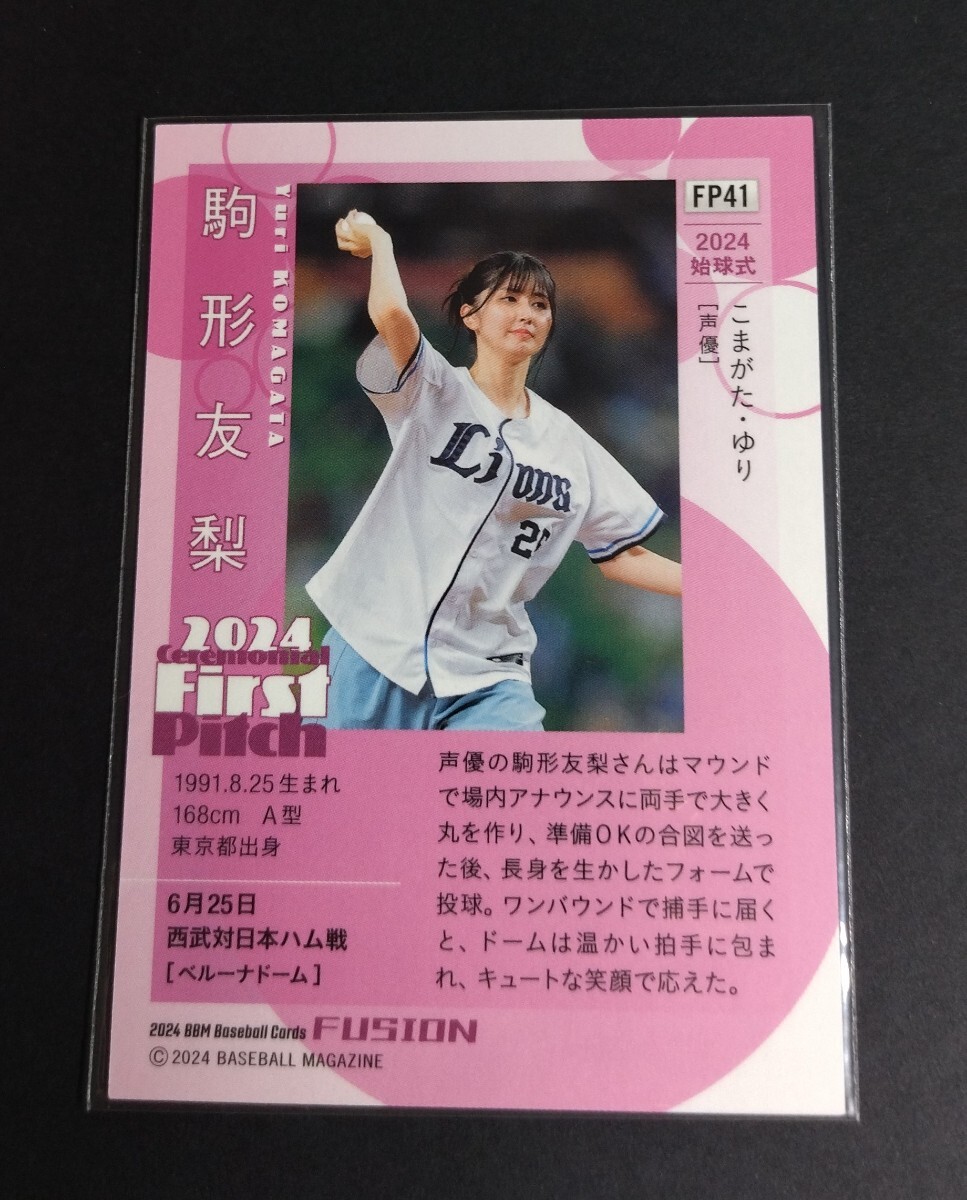 FP41
2024
始球式
こまがた・ゆり
[声優]
Yuri KOMAGATA
駒形友梨
Lions
2024
Ceremonial
First
Pitch
1991.8.25生まれ
168cm A型
東京都出身
6月25日
西武対日本ハム戦
[ベルーナドーム]
声優の駒形友梨さんはマウンド
で場内アナウンスに両手で大きく
丸を作り、準備OKの合図を送っ
た後、長身を生かしたフォームで
投球。ワンバウンドで捕手に届く
と、ドームは温かい拍手に包ま
れ、キュートな笑顔で応えた。
2024 BBM Baseball Cards FUSION
©2024 BASEBALL MAGAZINE